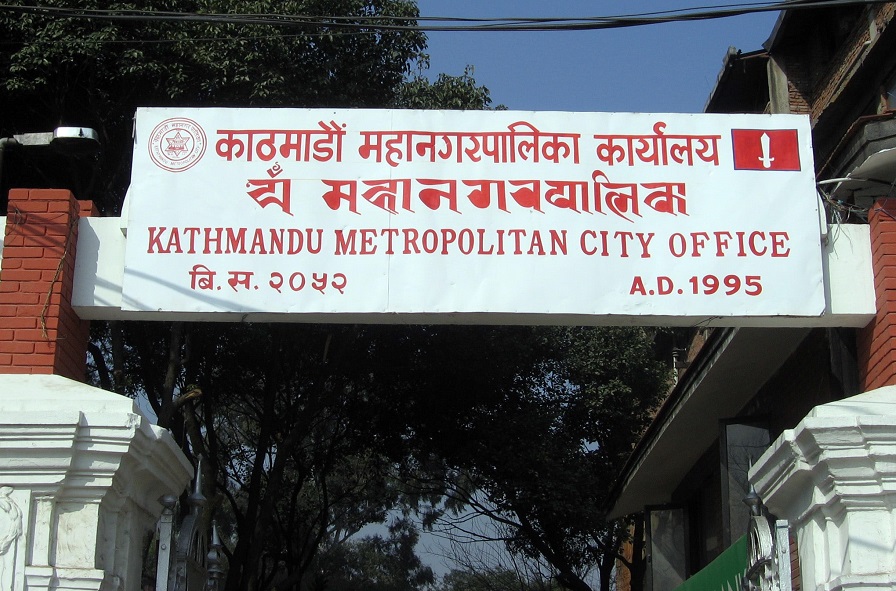 काठमाडौं महानगरपालिका कार्यालय
𑐫𑐾𑑃 𑐩𑐴𑐵𑐣𑐐𑐬𑐥𑐵𑐮𑐶𑐎𑐵
KATHMANDU METROPOLITAN CITY OFFICE
बि.स.२०५२ A.D.1995